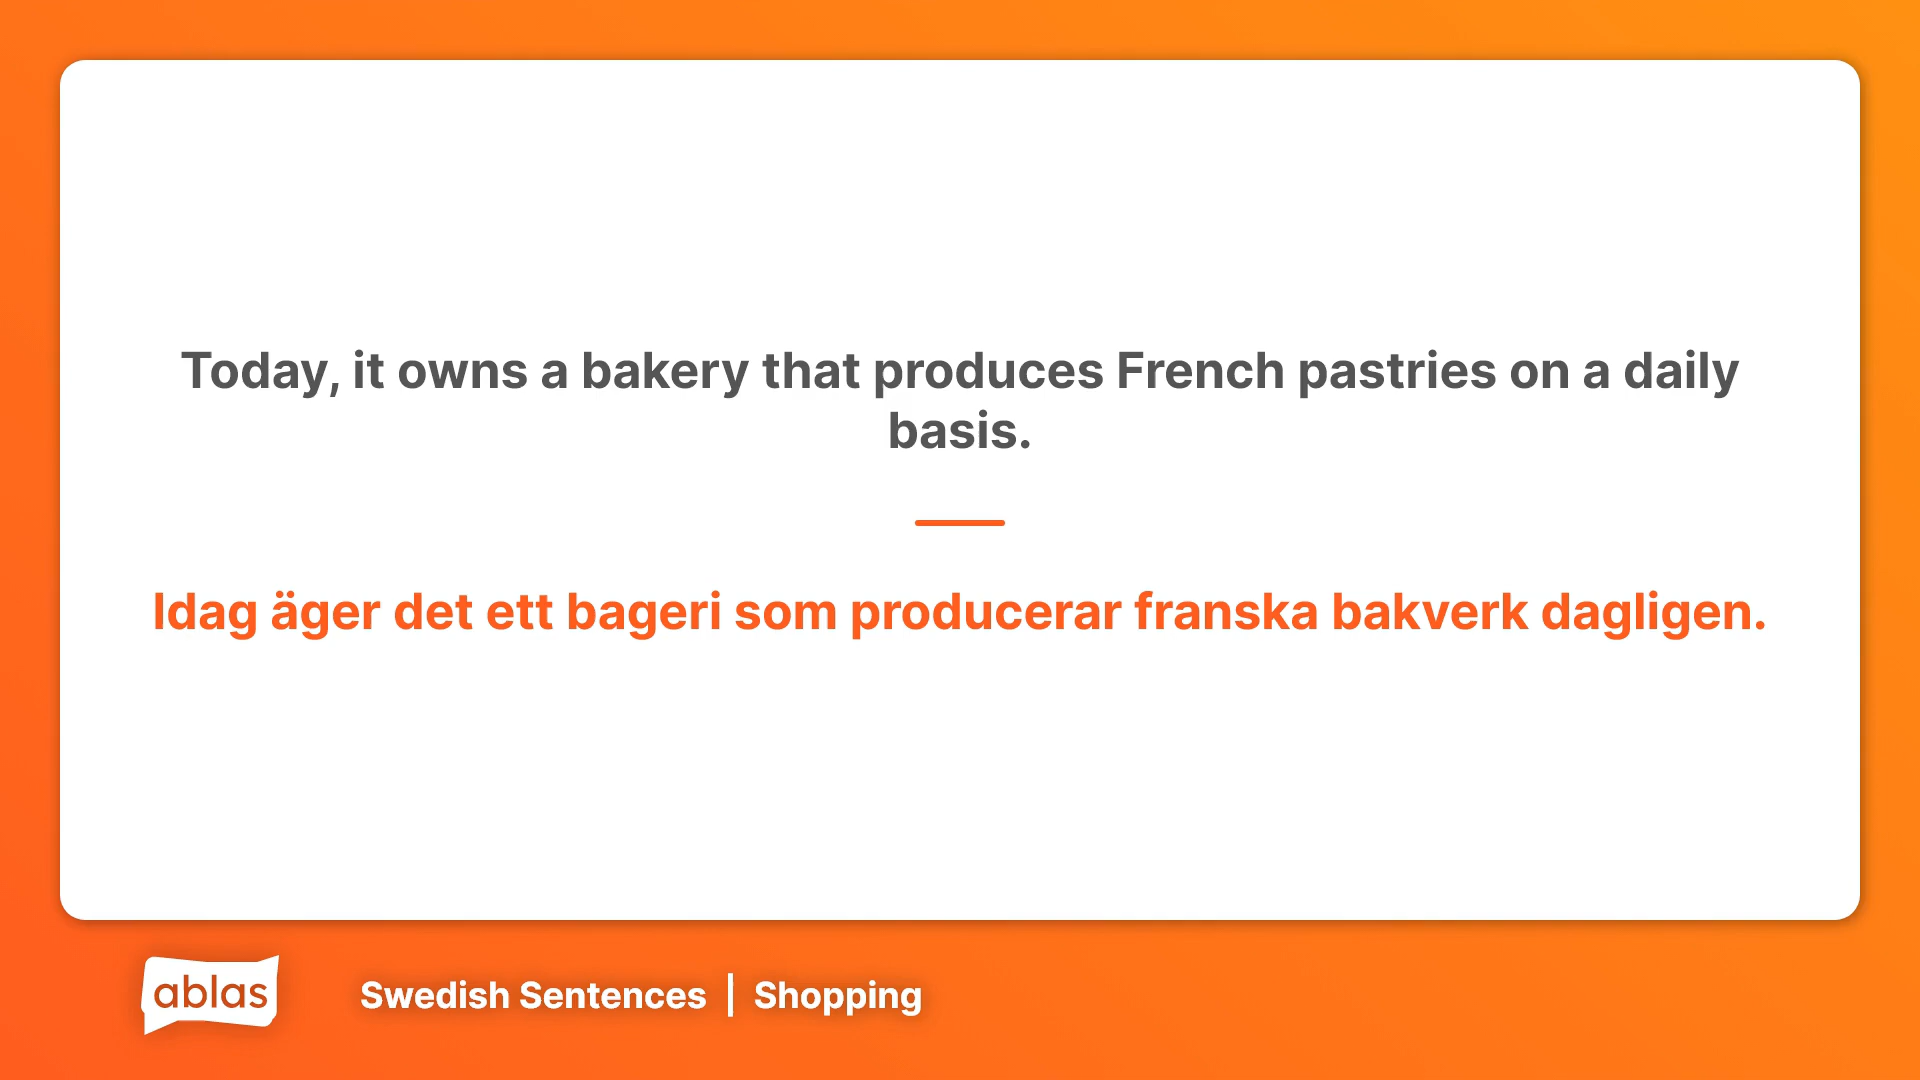 Today, it owns a bakery that produces French pastries on a daily
basis.
Idag äger det ett bageri som producerar franska bakverk dagligen.
ablas
Swedish Sentences | Shopping